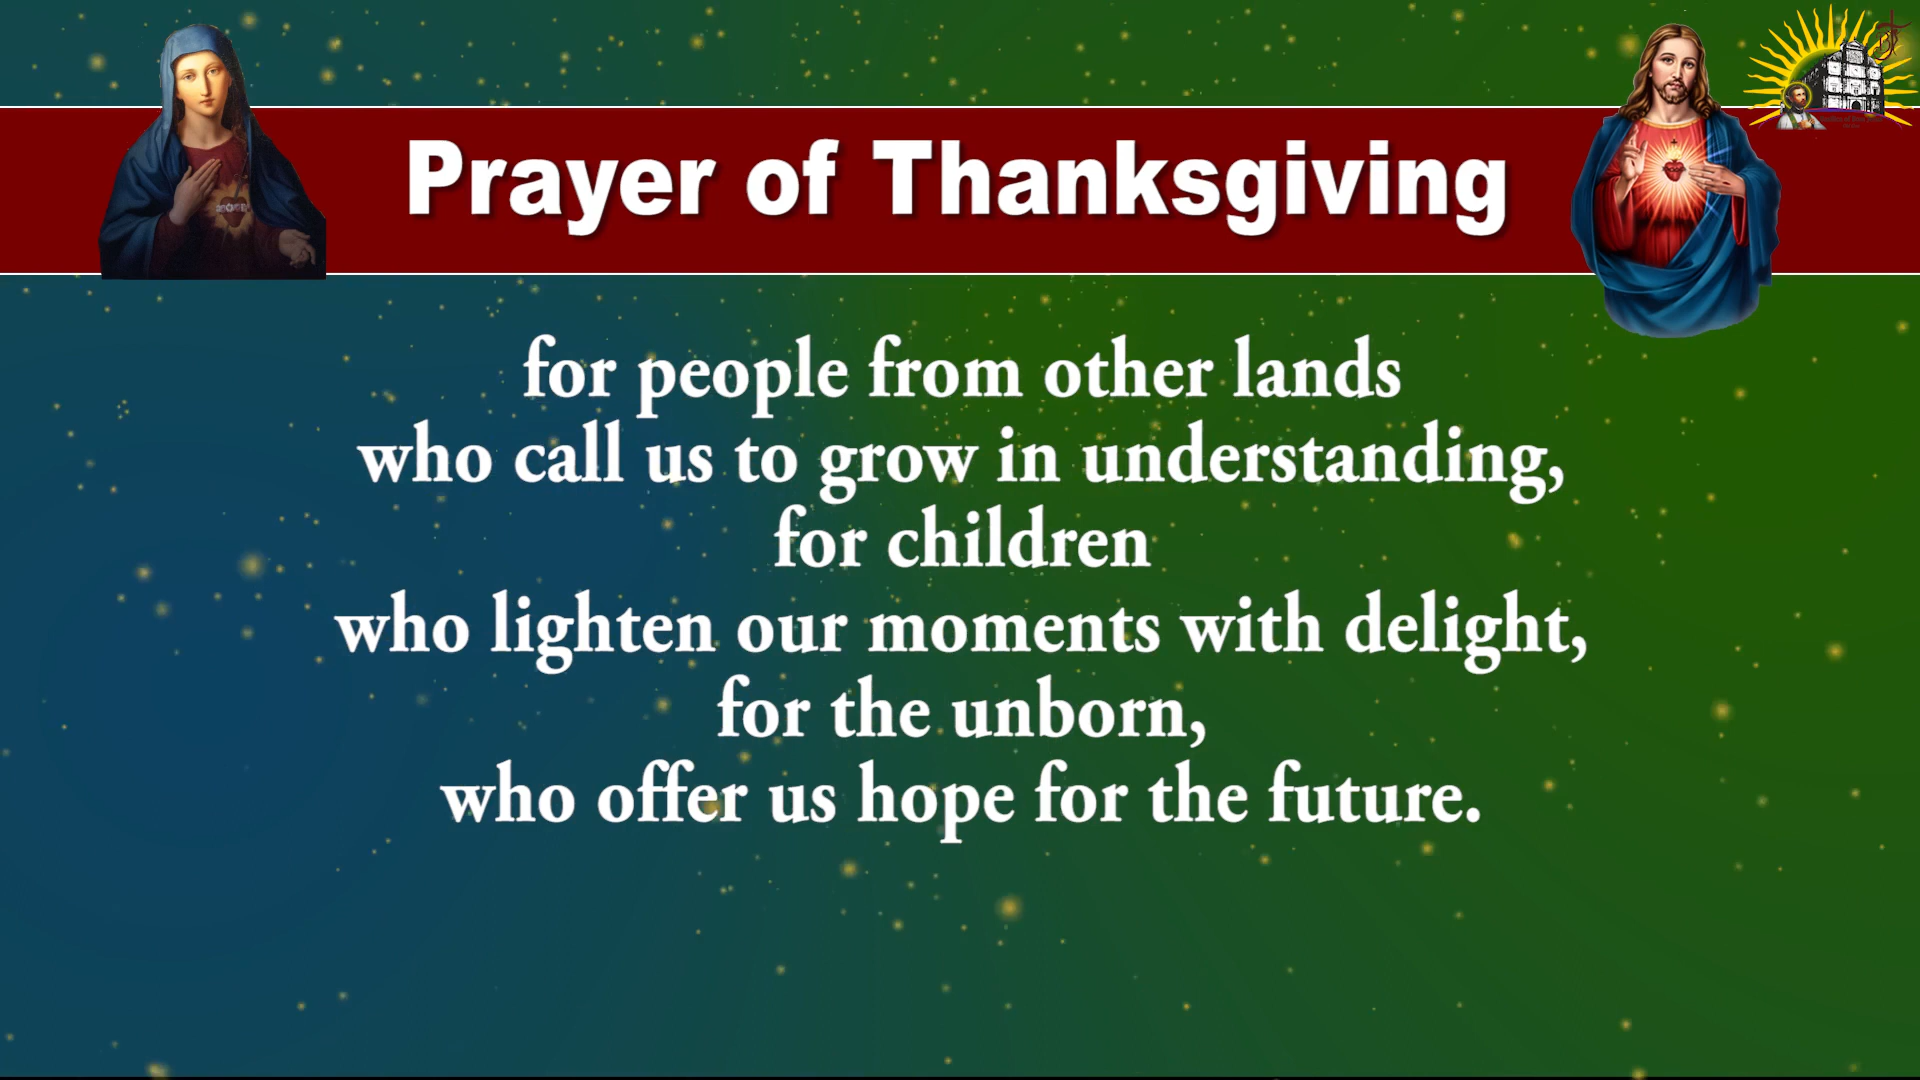 Prayer of Thanksgiving
for people from other lands
who call us to grow in understanding,
for children
who lighten our moments with delight,
for the unborn,
who offer us hope for the future.